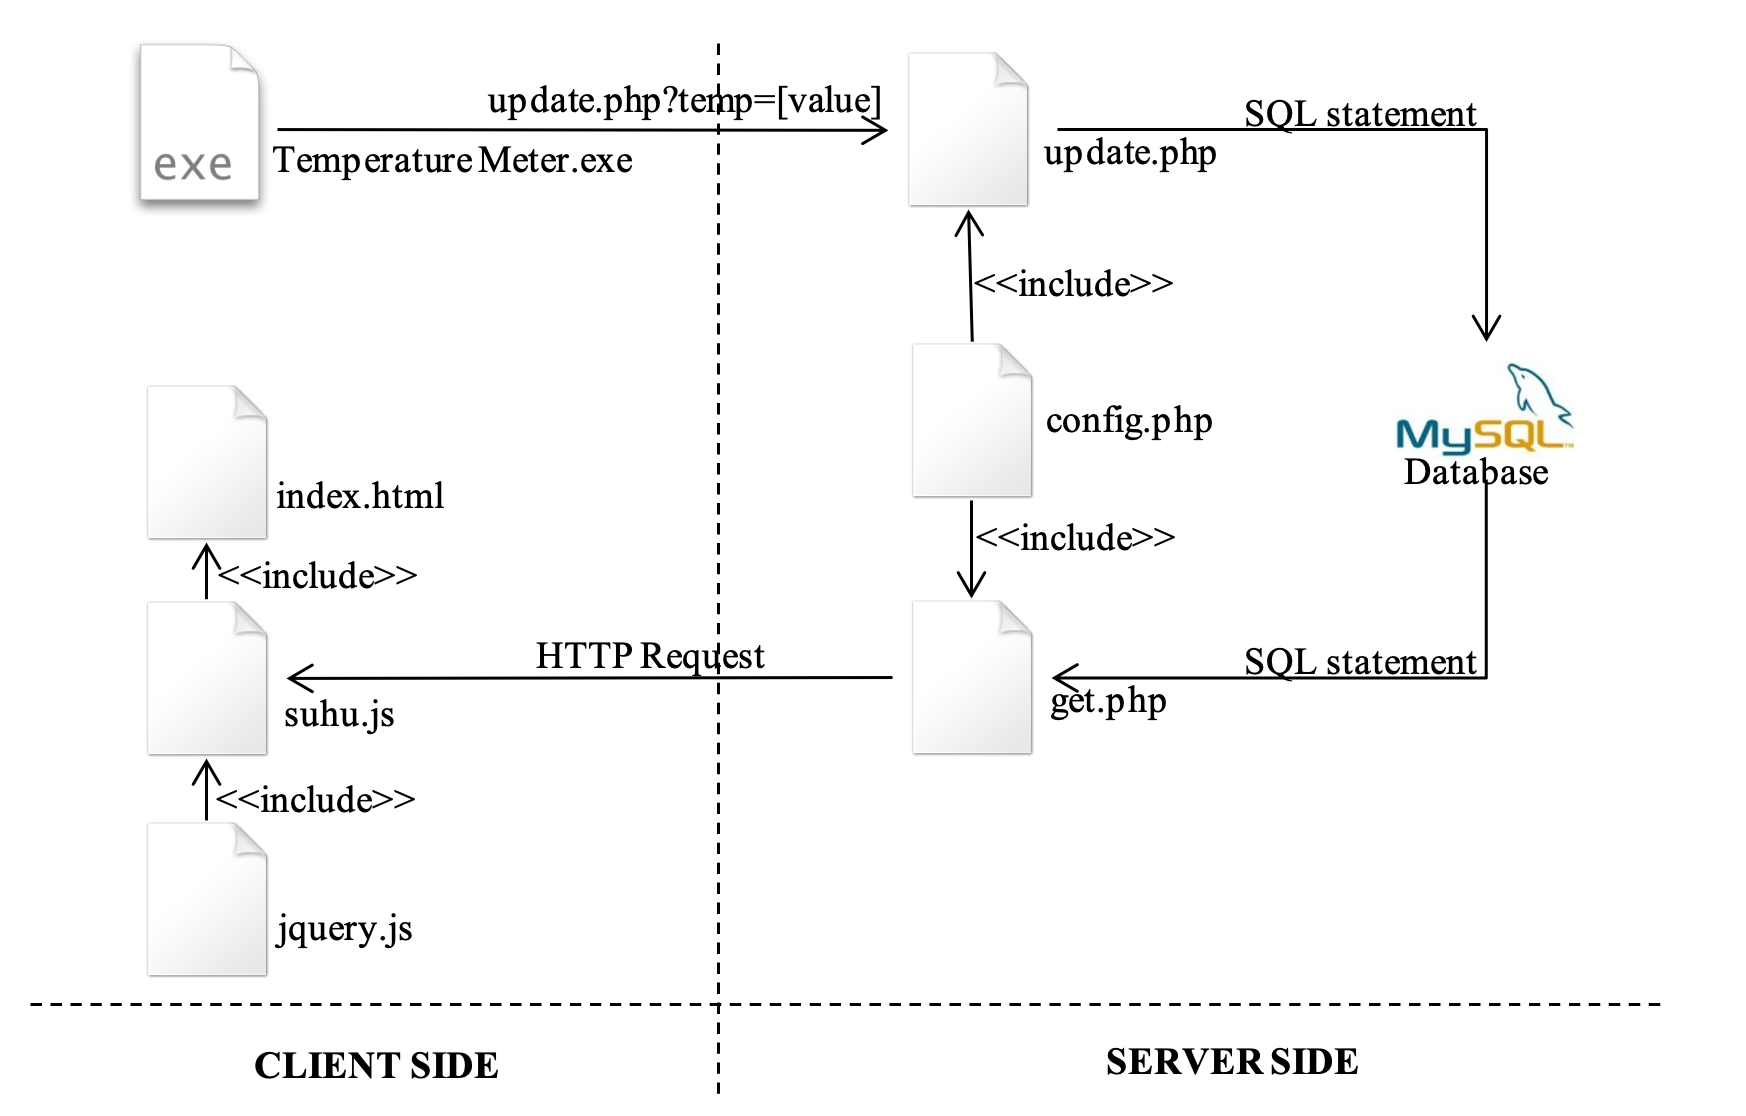 update.php?temp=[value]
exe
Temperature Meter.exe
SQL statement
update.php
<<include>>
config.php
MySQL™
Database
index.html
<<include>>
<<include>>
HTTP Request
SQL statement
suhu.js
get.php
<<include>>
jquery.js
CLIENT SIDE
SERVER SIDE